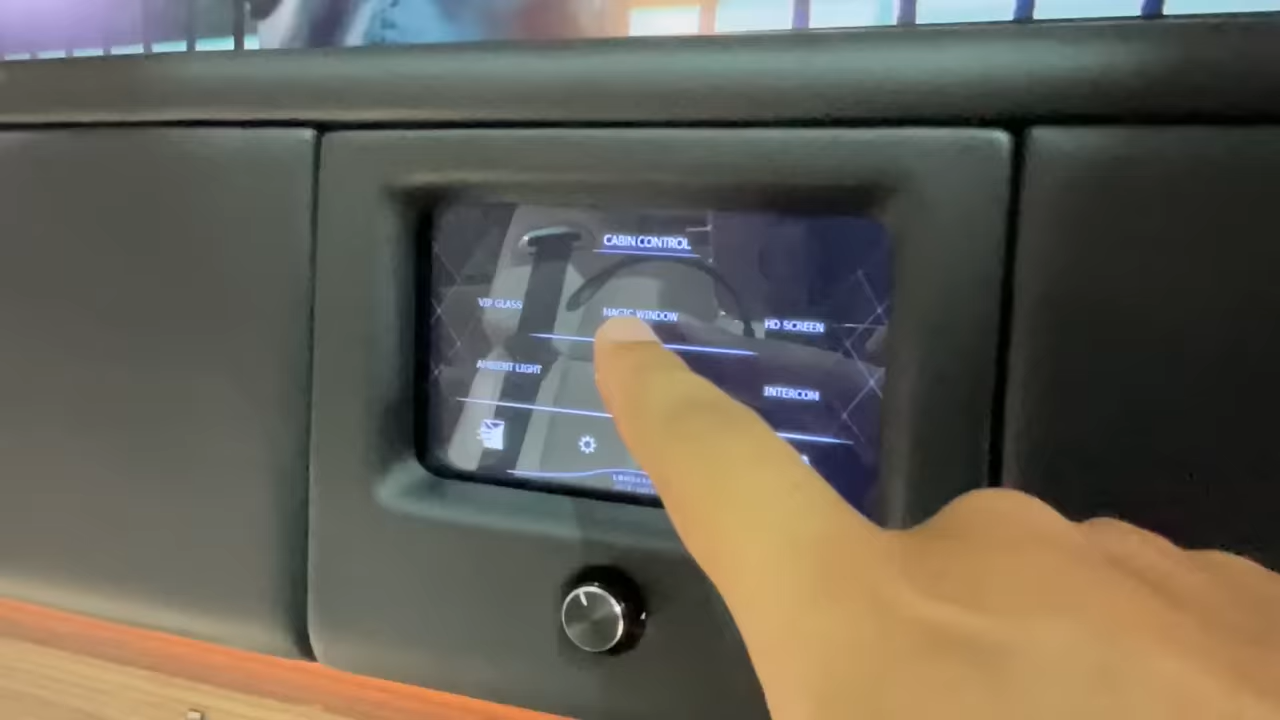 CABIN CONTROL
VIP GLASS
MAGIC WINDOW
HD SCREEN
AMBIENT LIGHT
INTERCOM